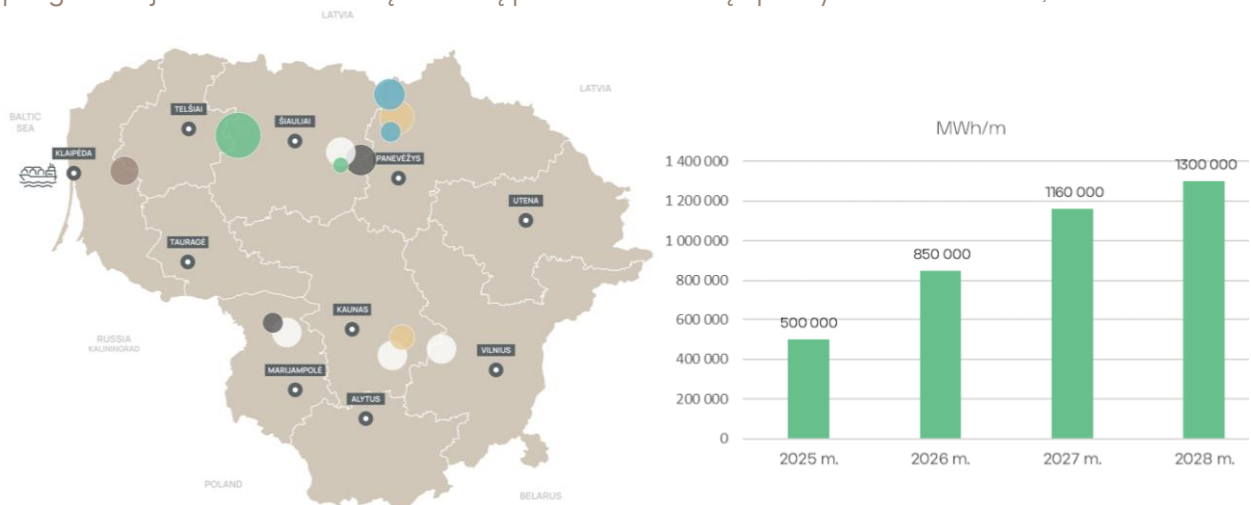 LATVIA
LATVIA
BALTIC
SEA
TELŠIAI
ŠIAULIAI
KLAIPĖDA
PANEVĖŽYS
UTENA
TAURAGĖ
KAUNAS
RUSSIA
KALININGRAD
VILNIUS
MARIJAMPOLĖ
ALYTUS
POLAND
BELARUS
MWh/m
1 400 000
1 200 000
1 000 000
800 000
600 000
400 000
200 000
0
500 000
850 000
1160 000
1300 000
2025 m.
2026 m.
2027 m.
2028 m.